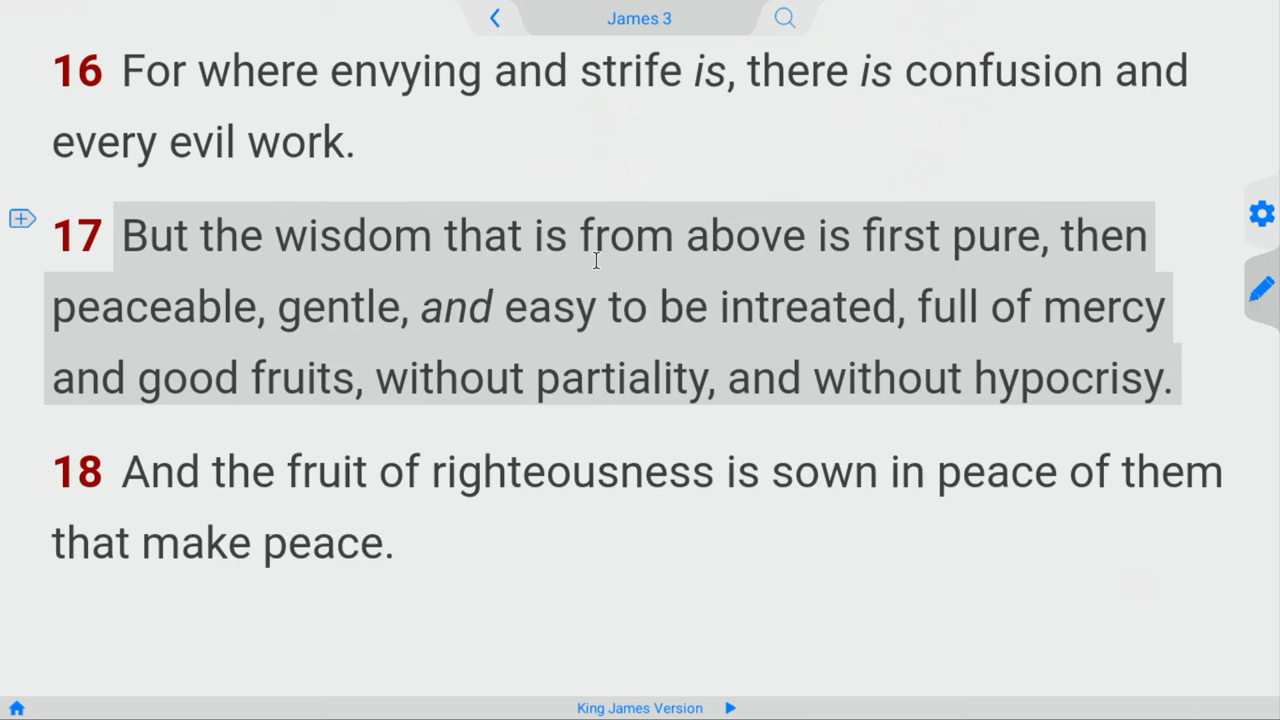 James 3
16 For where envying and strife is, there is confusion and
every evil work.
17 But the wisdom that is from above is first pure, then
peaceable, gentle, and easy to be intreated, full of mercy
and good fruits, without partiality, and without hypocrisy.
18 And the fruit of righteousness is sown in peace of them
that make peace.
King James Version